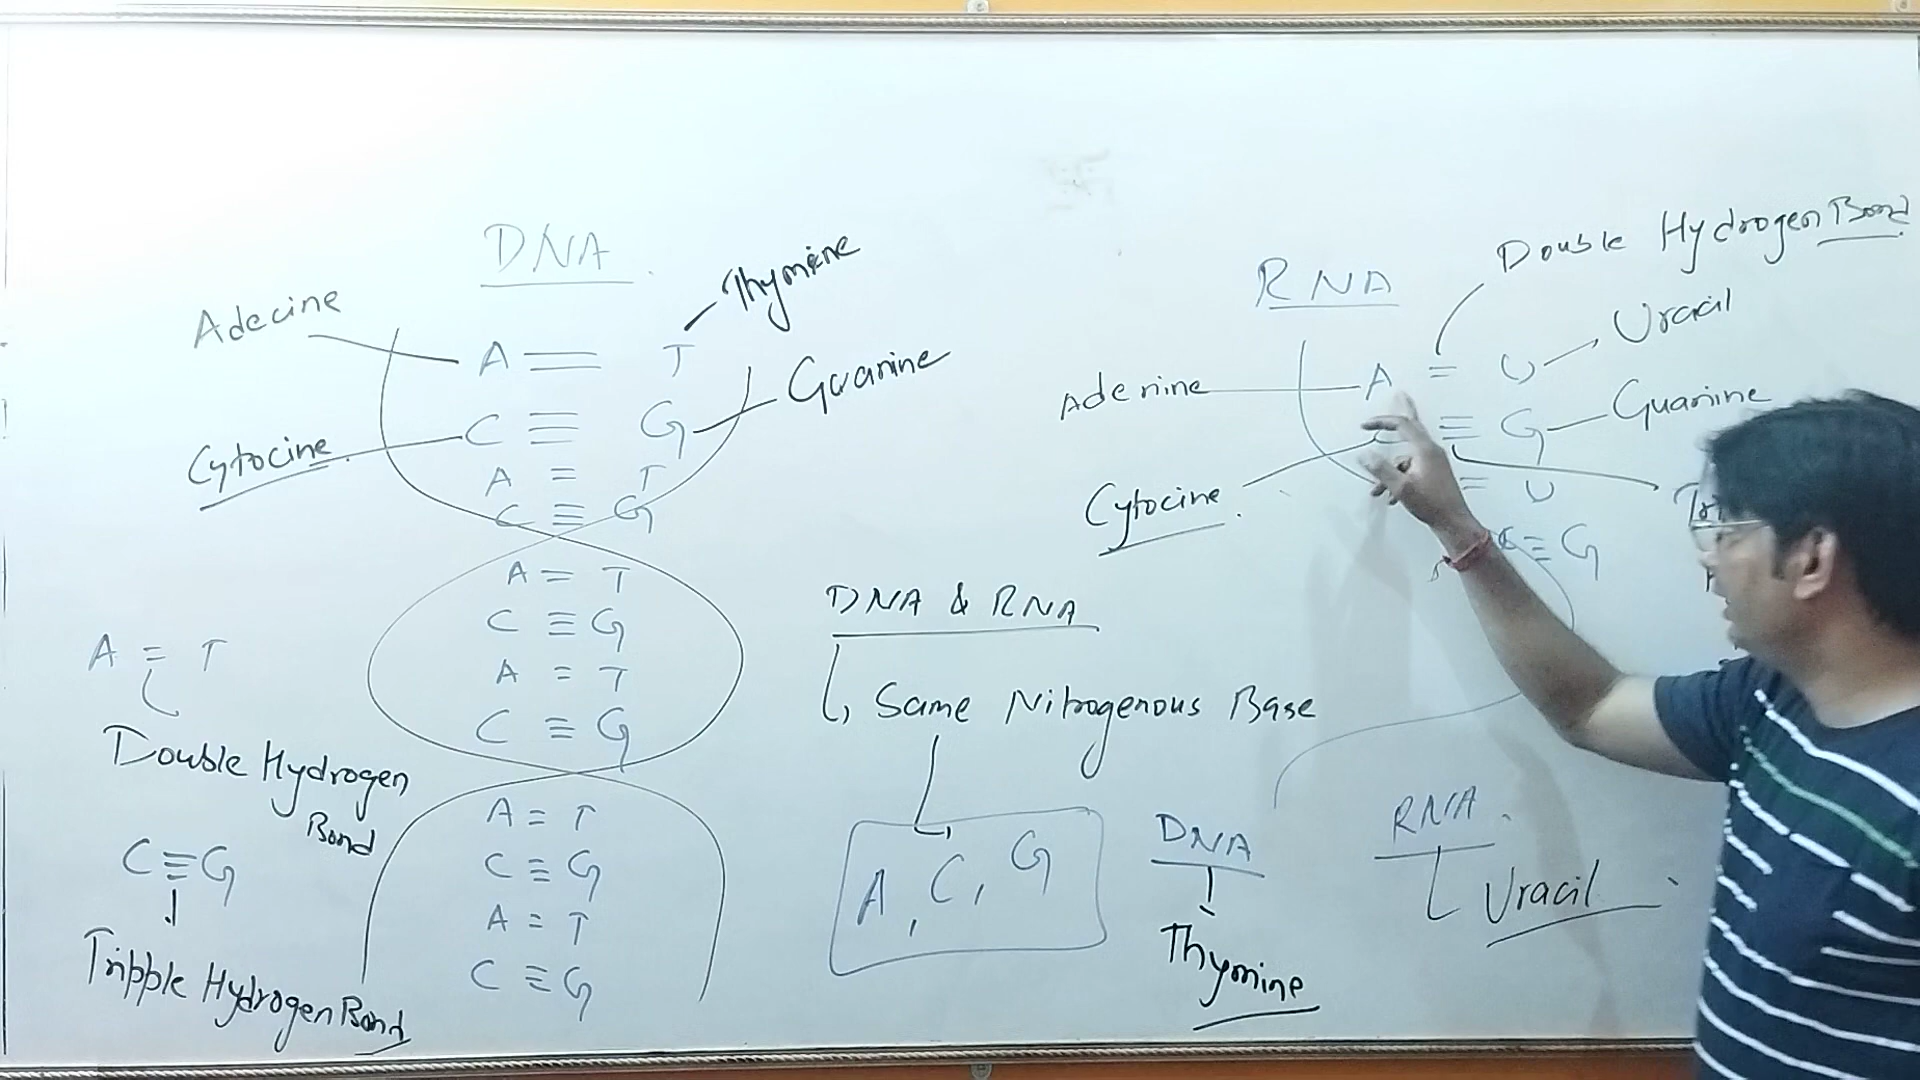 DNA
Adecine
Thymine
A = T
Guanine
C ≡ G
Cytocine
A = T
C ≡ G
A = T
C ≡ G
A = T
C ≡ G
A = T
C ≡ G
A = T
C ≡ G
A = T
Double Hydrogen
Bond
C ≡ G
Tripple Hydrogen Bond
DNA & RNA
Same Nitrogenous Base
A, C, G
DNA
Thymine
RNA
Uracil
RNA
Double Hydrogen Bond
Uracil
Adenine
A = U
Guanine
≡ G
Cytocine
= U
≡ G